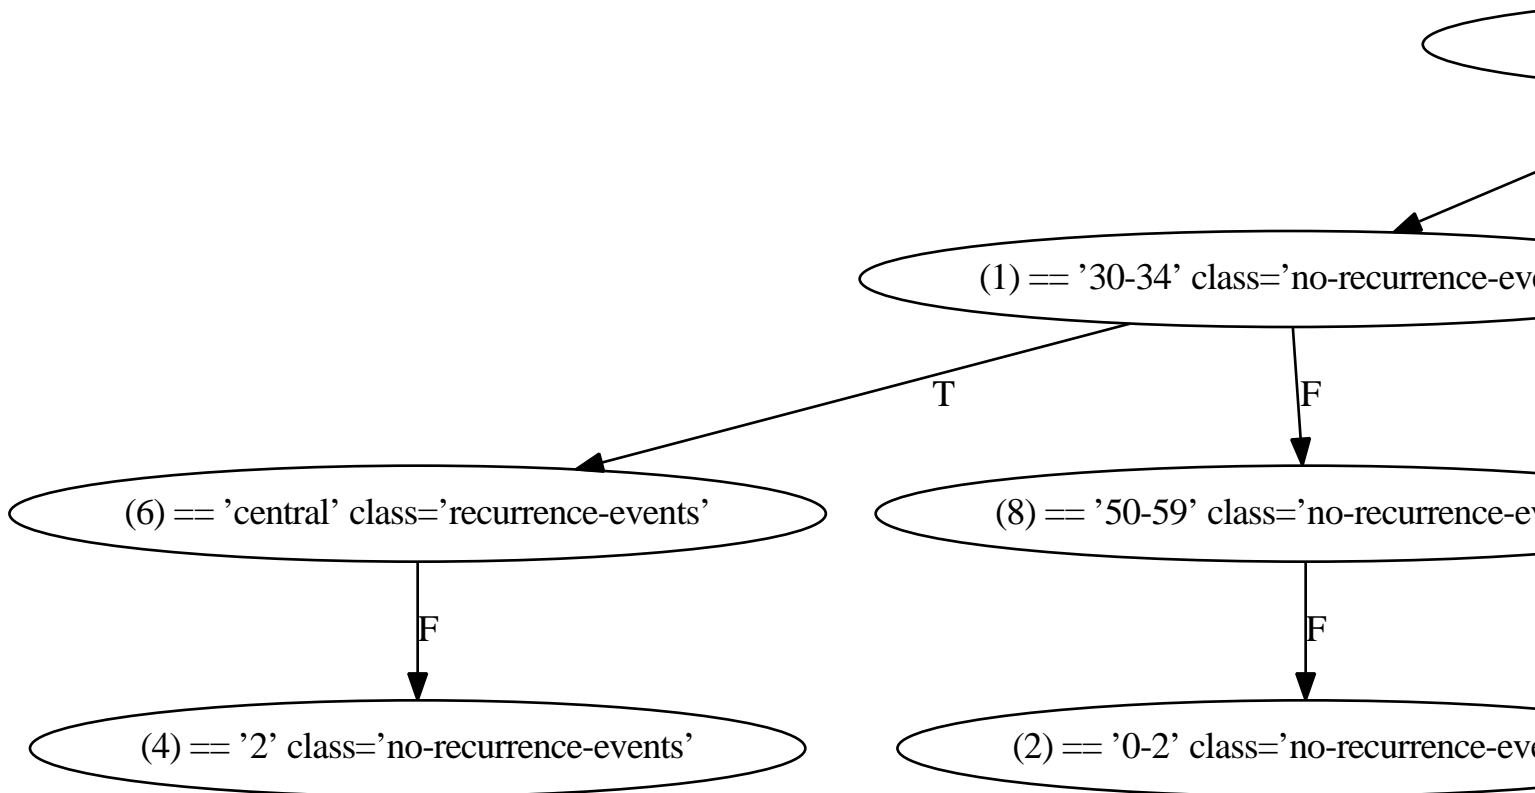 (1) == ’30-34’ class=’no-recurrence-eve
T
F
(6) == ’central’ class=’recurrence-events’
(8) == ’50-59’ class=’no-recurrence-ev
F
F
(4) == ’2’ class=’no-recurrence-events’
(2) == ’0-2’ class=’no-recurrence-eve